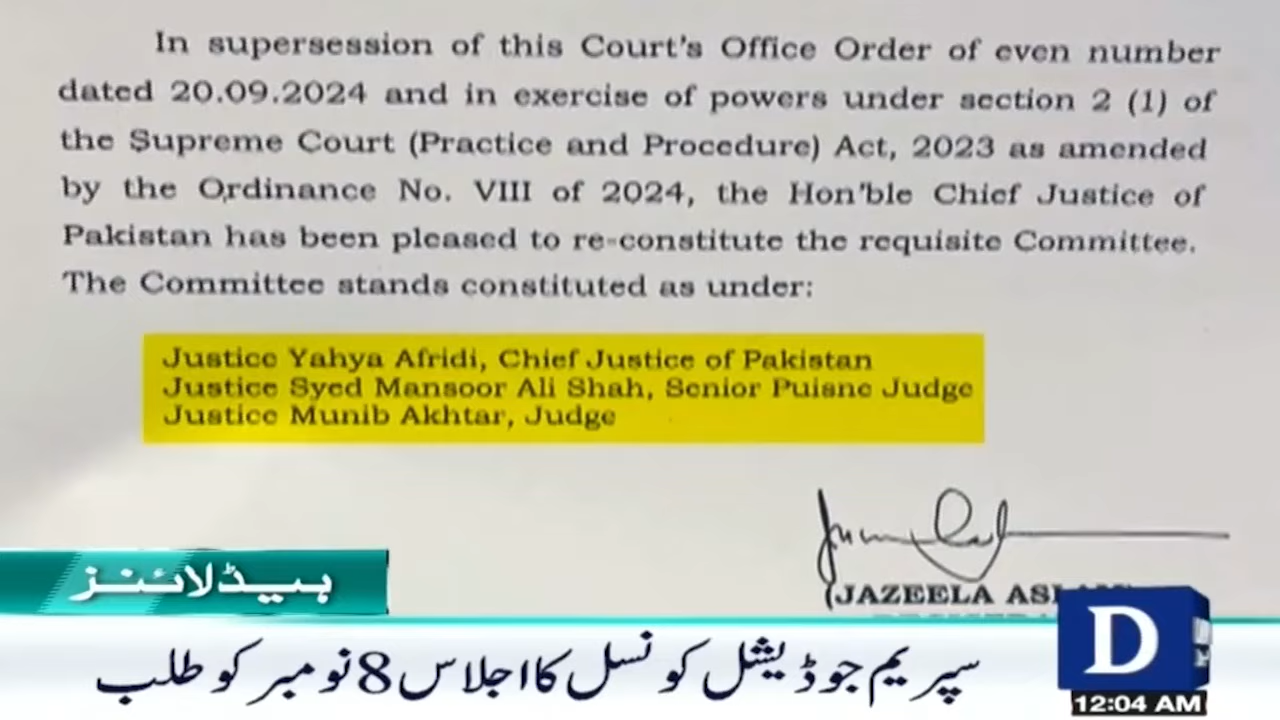 In supersession of this Court's Office Order of even number
dated 20.09.2024 and in exercise of powers under section 2 (1) of
the Supreme Court (Practice and Procedure) Act, 2023 as amended
by the Ordinance No. VIII of 2024, the Hon'ble Chief Justice of
Pakistan has been pleased to re-constitute the requisite Committee.
The Committee stands constituted as under:
Justice Yahya Afridi, Chief Justice of Pakistan
Justice Syed Mansoor Ali Shah, Senior Puisne Judge
Justice Munib Akhtar, Judge
(JAZEELA ASLAM)
ہیڈلائنز
سپریم جوڈیشل کونسل کا اجلاس 8 نومبر کو طلب
D
12:04 AM